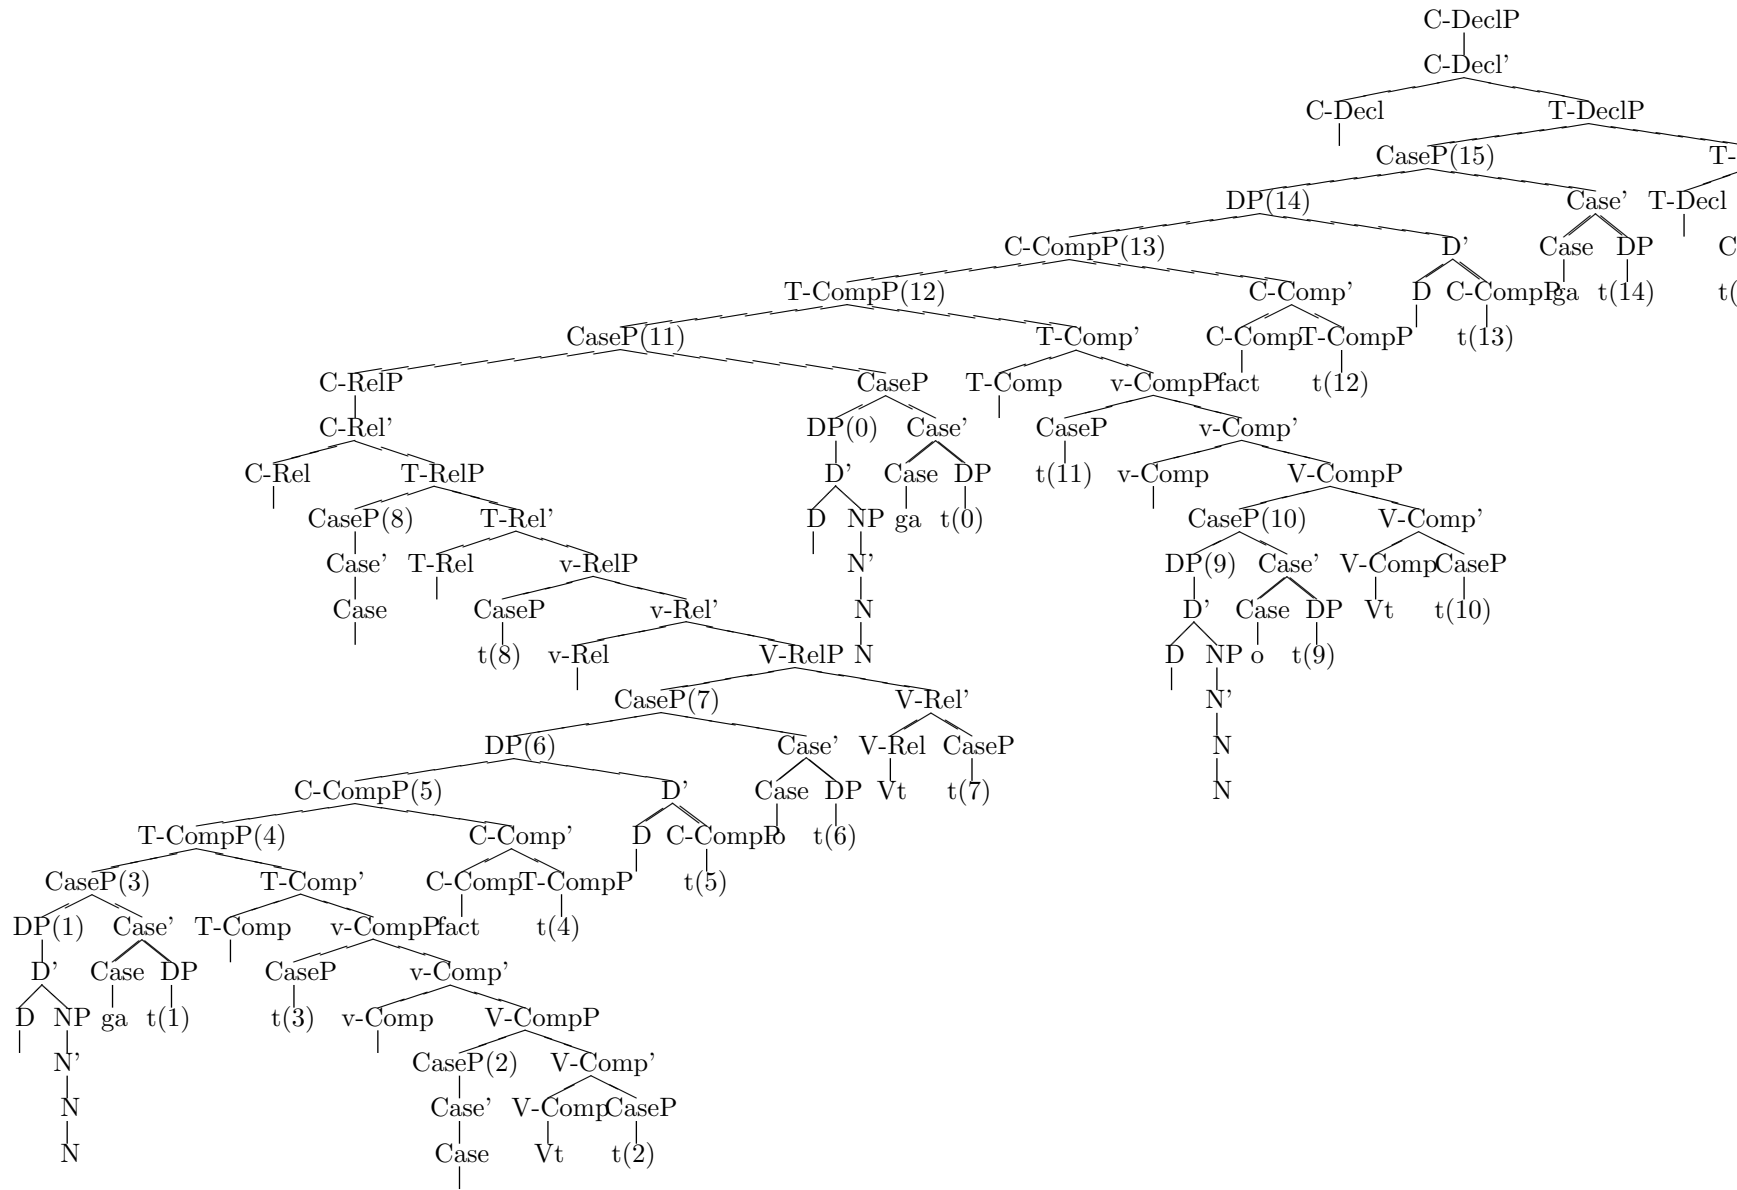 C-DeclP
C-Decl'
C-Decl T-DeclP
CaseP(15) T-
DP(14) Case' T-Decl
C-CompP(13) D' Case DP C
T-CompP(12) C-Comp' D C-CompP ga t(14) t(
CaseP(11) T-Comp' C-Comp T-CompP t(13)
C-RelP CaseP T-Comp v-CompP fact t(12)
C-Rel' DP(0) Case' CaseP v-Comp'
C-Rel T-RelP D' Case DP t(11) v-Comp V-CompP
CaseP(8) T-Rel' D NP ga t(0) CaseP(10) V-Comp'
Case' T-Rel v-RelP N' DP(9) Case' V-Comp CaseP
Case CaseP v-Rel' N D' Case DP Vt t(10)
t(8) v-Rel V-RelP N D NP o t(9)
CaseP(7) V-Rel' N'
DP(6) Case' V-Rel CaseP N
C-CompP(5) D' Case DP Vt t(7) N
T-CompP(4) C-Comp' D C-CompP o t(6)
CaseP(3) T-Comp' C-Comp T-CompP t(5)
DP(1) Case' T-Comp v-CompP fact t(4)
D' Case DP CaseP v-Comp'
D NP ga t(1) t(3) v-Comp V-CompP
N' CaseP(2) V-Comp'
N Case' V-Comp CaseP
N Case Vt t(2)